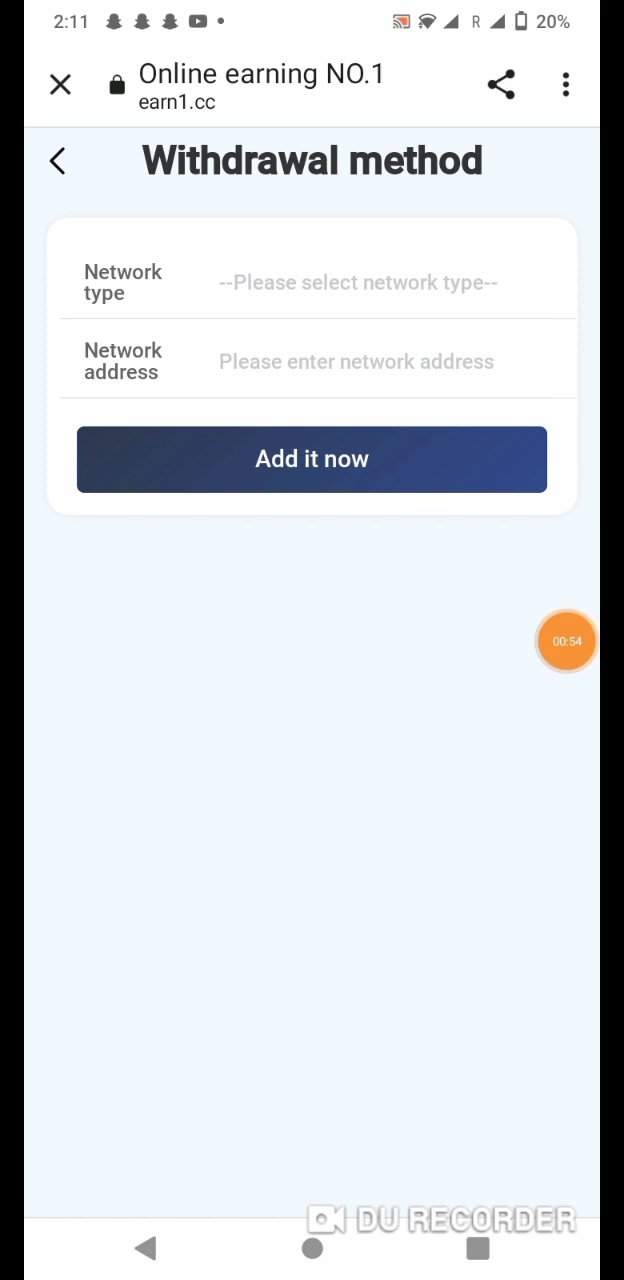 2:11 R 20%
Online earning NO.1
earn1.cc
Withdrawal method
Network
type
--Please select network type--
Network
address
Please enter network address
Add it now
00:54
DU RECORDER